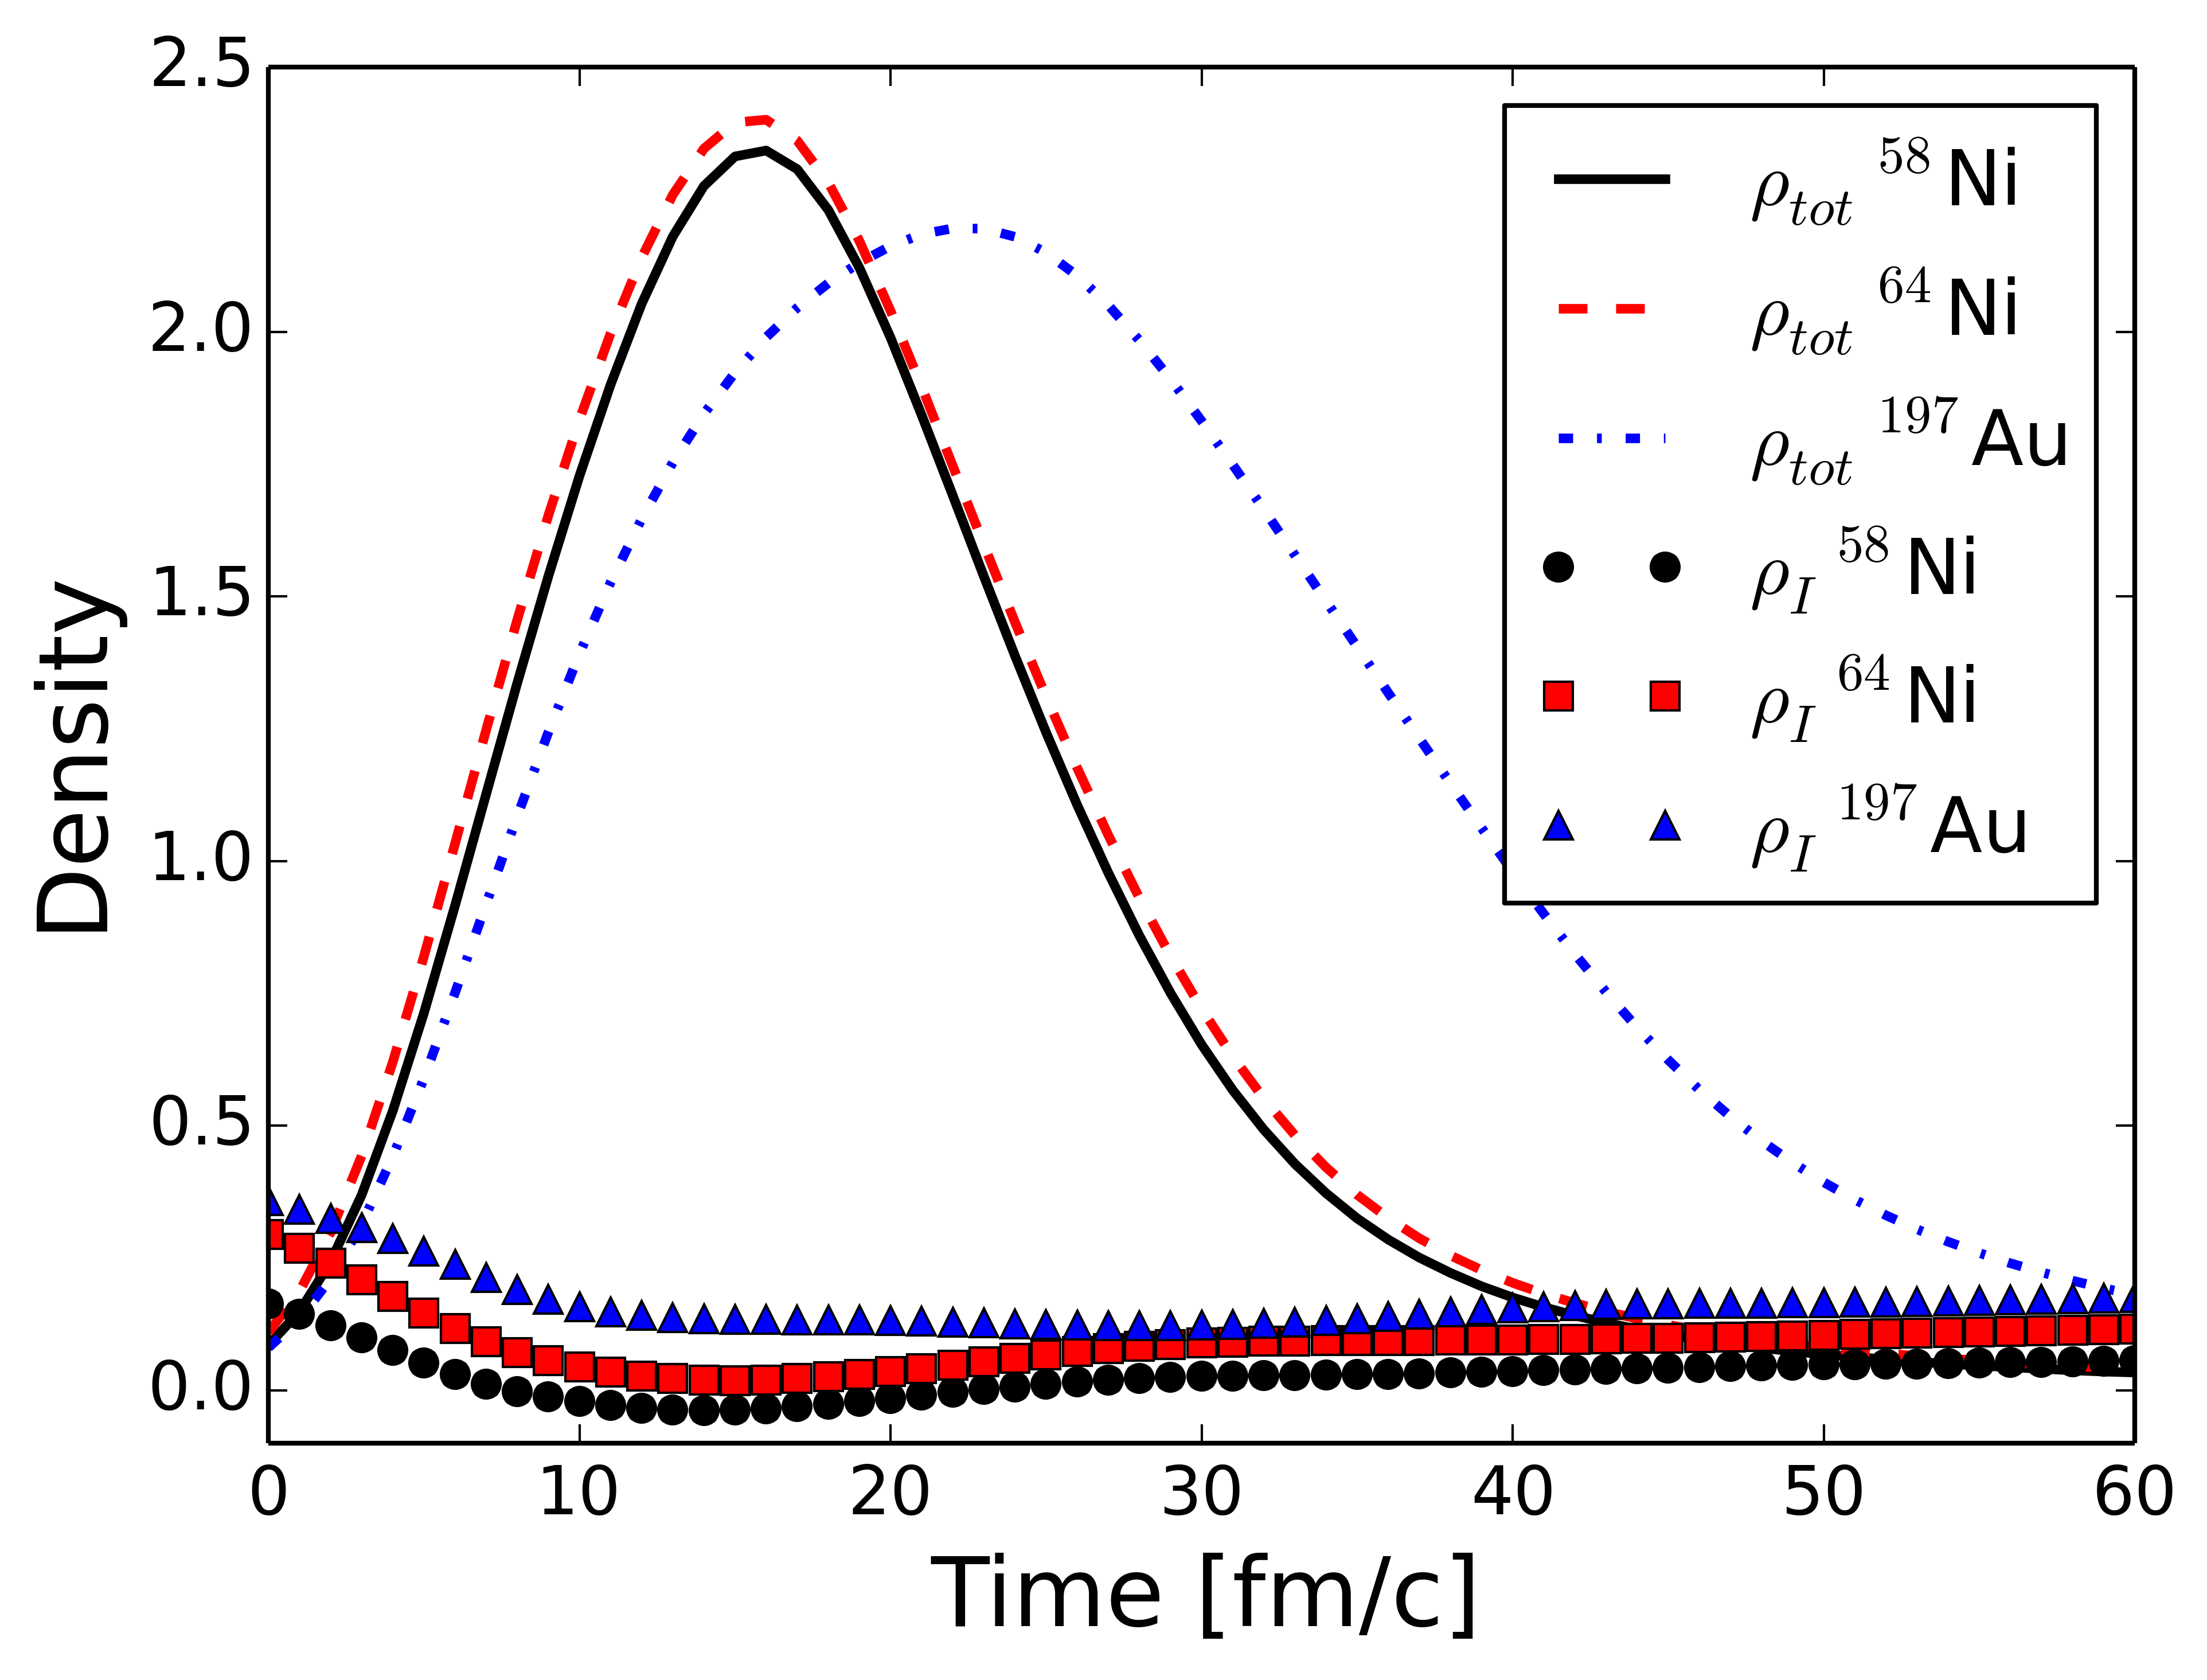 2.5
2.0
1.5
1.0
0.5
0.0
Density
0 10 20 30 40 50 60
Time [fm/c]
ρtot 58Ni
ρtot 64Ni
ρtot 197Au
ρI 58Ni
ρI 64Ni
ρI 197Au